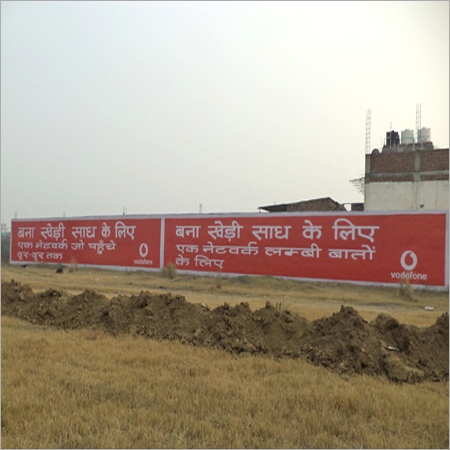 बना खेड़ी साध के लिए
एक नेटवर्क जो पहुँचे
दूर-दूर तक
vodafone
बना खेड़ी साध के लिए
एक नेटवर्क लम्बी बातों
के लिए
vodafone